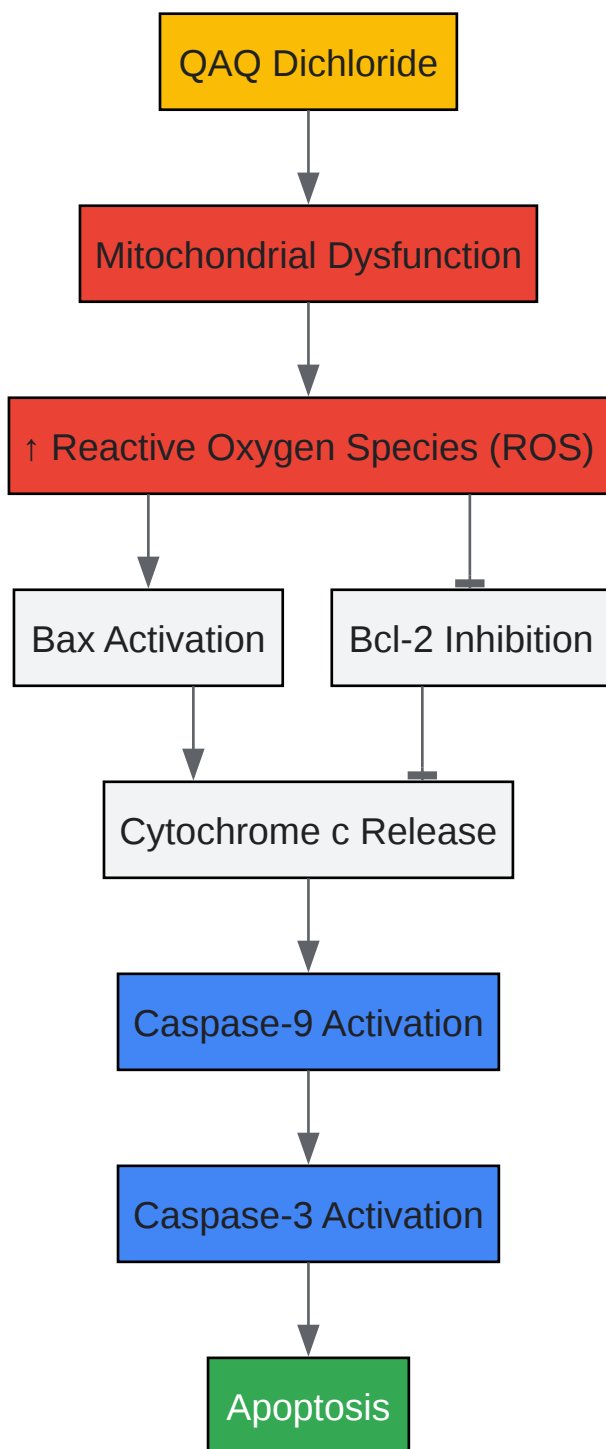 QAQ Dichloride
Mitochondrial Dysfunction
↑ Reactive Oxygen Species (ROS)
Bax Activation
Bcl-2 Inhibition
Cytochrome c Release
Caspase-9 Activation
Caspase-3 Activation
Apoptosis